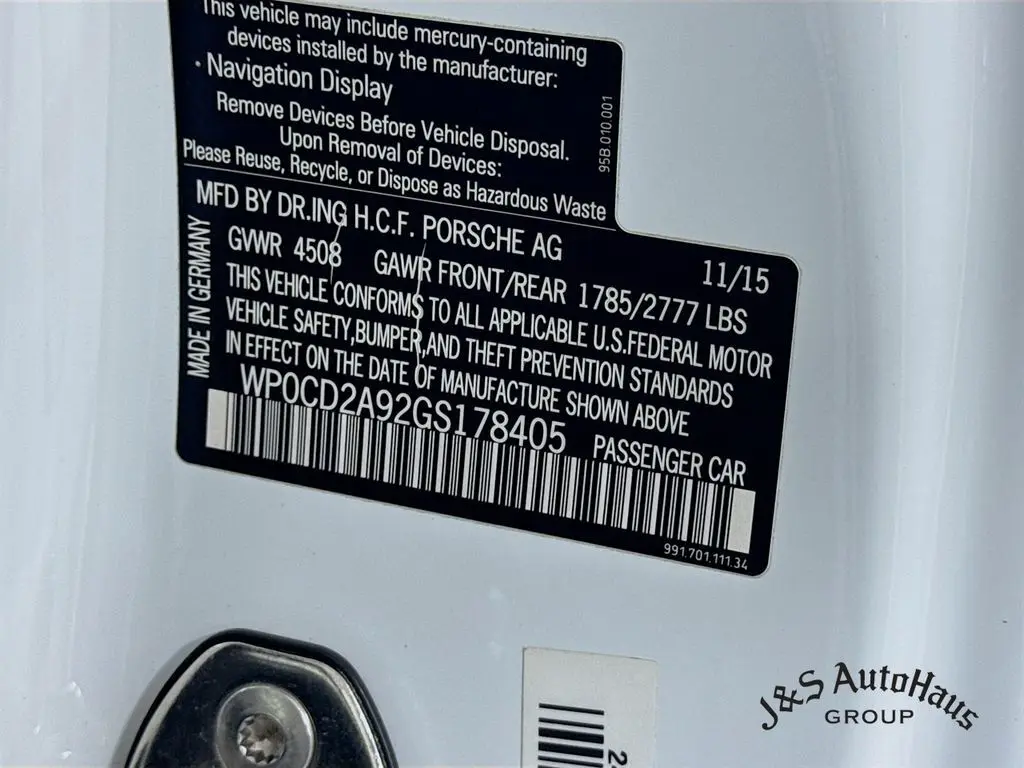 This vehicle may include mercury-containing
devices installed by the manufacturer:
· Navigation Display
Remove Devices Before Vehicle Disposal.
Upon Removal of Devices:
Please Reuse, Recycle, or Dispose as Hazardous Waste
95B.010.001
MFD BY DR.ING H.C.F. PORSCHE AG 11/15
GVWR 4508 GAWR FRONT/REAR 1785/2777 LBS
THIS VEHICLE CONFORMS TO ALL APPLICABLE U.S.FEDERAL MOTOR
VEHICLE SAFETY,BUMPER,AND THEFT PREVENTION STANDARDS
IN EFFECT ON THE DATE OF MANUFACTURE SHOWN ABOVE
MADE IN GERMANY
WP0CD2A92GS178405 PASSENGER CAR
991.701.111.34
J&S AutoHaus
GROUP